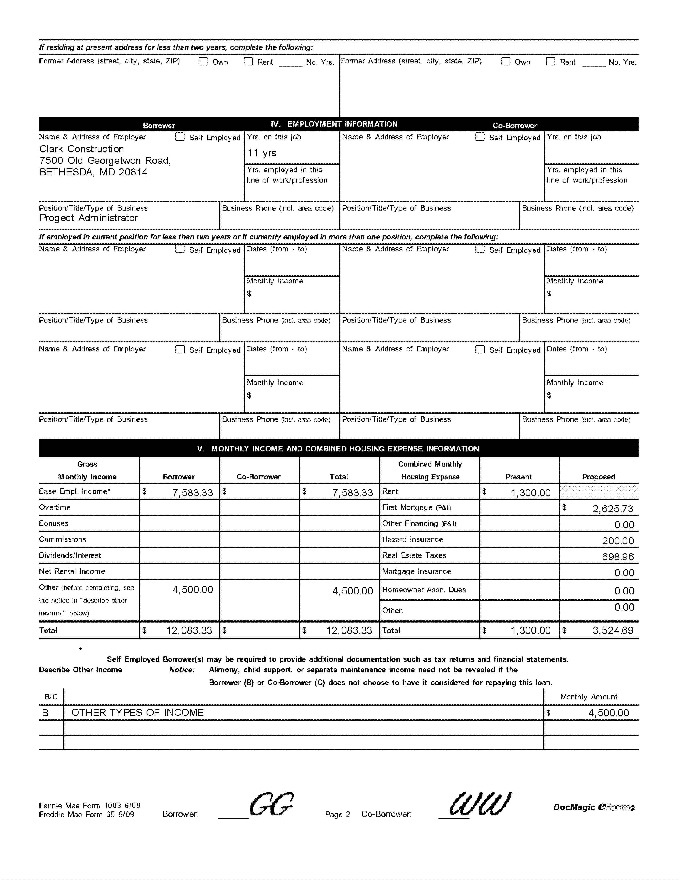 If residing at present address for less than two years, complete the following:
Former Address (street, city, state, ZIP) Own Rent ______ No. Yrs. Former Address (street, city, state, ZIP) Own Rent ______ No. Yrs.
Borrower IV. EMPLOYMENT INFORMATION Co-Borrower
Name & Address of Employer Self Employed Yrs. on this job Name & Address of Employer Self Employed Yrs. on this job
Clark Construction 11 yrs
7500 Old Georgetwon Road,
BETHESDA, MD 20814
Yrs. employed in this line of work/profession Yrs. employed in this line of work/profession
Position/Title/Type of Business Business Phone (incl. area code) Position/Title/Type of Business Business Phone (incl. area code)
Progect Administrator
If employed in current position for less than two years or if currently employed in more than one position, complete the following:
Name & Address of Employer Self Employed Dates (from - to) Name & Address of Employer Self Employed Dates (from - to)
Monthly Income Monthly Income
$ $
Position/Title/Type of Business Business Phone (incl. area code) Position/Title/Type of Business Business Phone (incl. area code)
Name & Address of Employer Self Employed Dates (from - to) Name & Address of Employer Self Employed Dates (from - to)
Monthly Income Monthly Income
$ $
Position/Title/Type of Business Business Phone (incl. area code) Position/Title/Type of Business Business Phone (incl. area code)
V. MONTHLY INCOME AND COMBINED HOUSING EXPENSE INFORMATION
Gross Combined Monthly
Monthly Income Borrower Co-Borrower Total Housing Expense Present Proposed
Base Empl. Income* $ 7,583.33 $ $ 7,583.33 Rent $ 1,300.00
Overtime First Mortgage (P&I) $ 2,625.73
Bonuses Other Financing (P&I) 0.00
Commissions Hazard Insurance 200.00
Dividends/Interest Real Estate Taxes 698.96
Net Rental Income Mortgage Insurance 0.00
Other (before completing, see 4,500.00 4,500.00 Homeowner Assn. Dues 0.00
the notice in "describe other
income" below) Other: 0.00
Total $ 12,083.33 $ $ 12,083.33 Total $ 1,300.00 $ 3,524.69
*
Self Employed Borrower(s) may be required to provide additional documentation such as tax returns and financial statements.
Describe Other Income Notice: Alimony, child support, or separate maintenance income need not be revealed if the
Borrower (B) or Co-Borrower (C) does not choose to have it considered for repaying this loan.
B/C Monthly Amount
B OTHER TYPES OF INCOME $ 4,500.00
Fannie Mae Form 1003 6/09
Freddie Mae Form 65 6/09 Borrower: GG Page 2 Co-Borrower: WW DocMagic